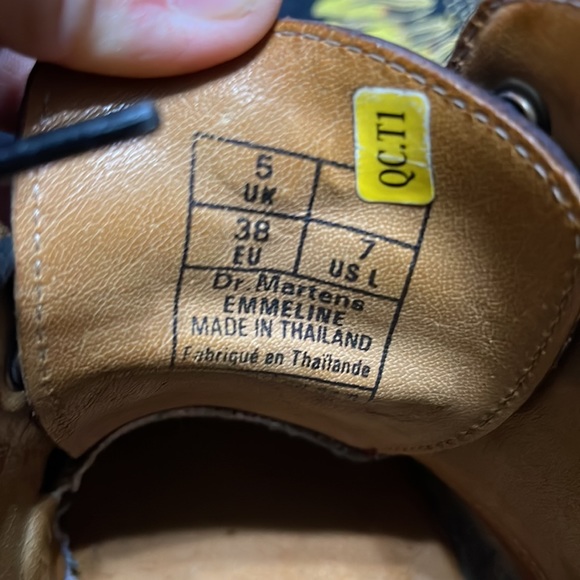 5
UK
38
EU
7
US L
QC.T1
Dr. Martens
EMMELINE
MADE IN THAILAND
Fabriqué en Thaïlande